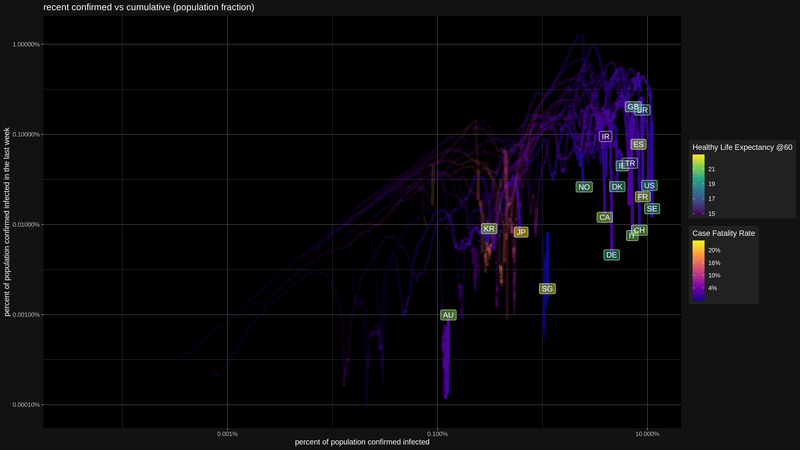 recent confirmed vs cumulative (population fraction)
percent of population confirmed infected in the last week
1.00000%
0.10000%
0.01000%
0.00100%
0.00010%
GB
ES
IR
TR
NO
DK
US
FR
SE
CA
KR
JP
CH
DE
SG
AU
0.001%
0.100%
10.000%
percent of population confirmed infected
Healthy Life Expectancy @60
21
19
17
15
Case Fatality Rate
20%
16%
10%
4%